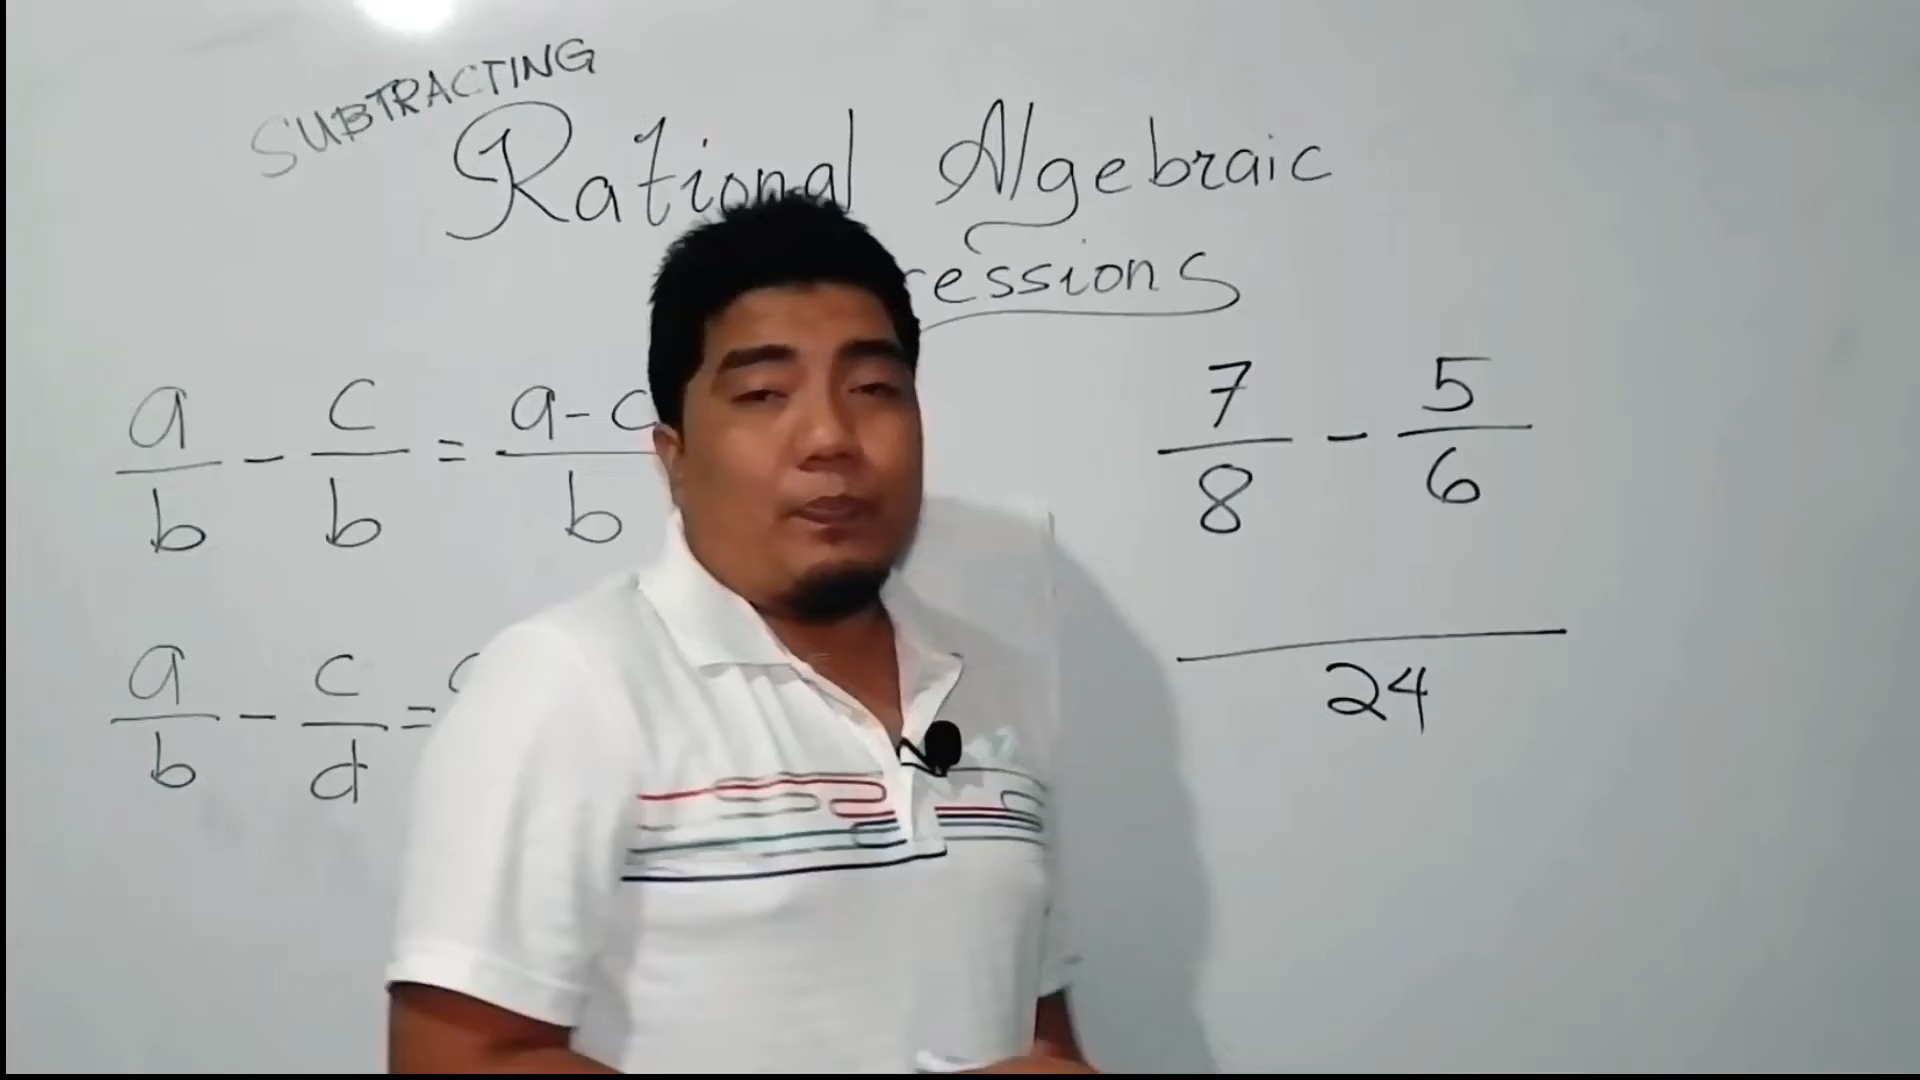 SUBTRACTING
Rational Algebraic
ressions
a/b - c/b = a-c/b
7/8 - 5/6
a/b - c/d =
24